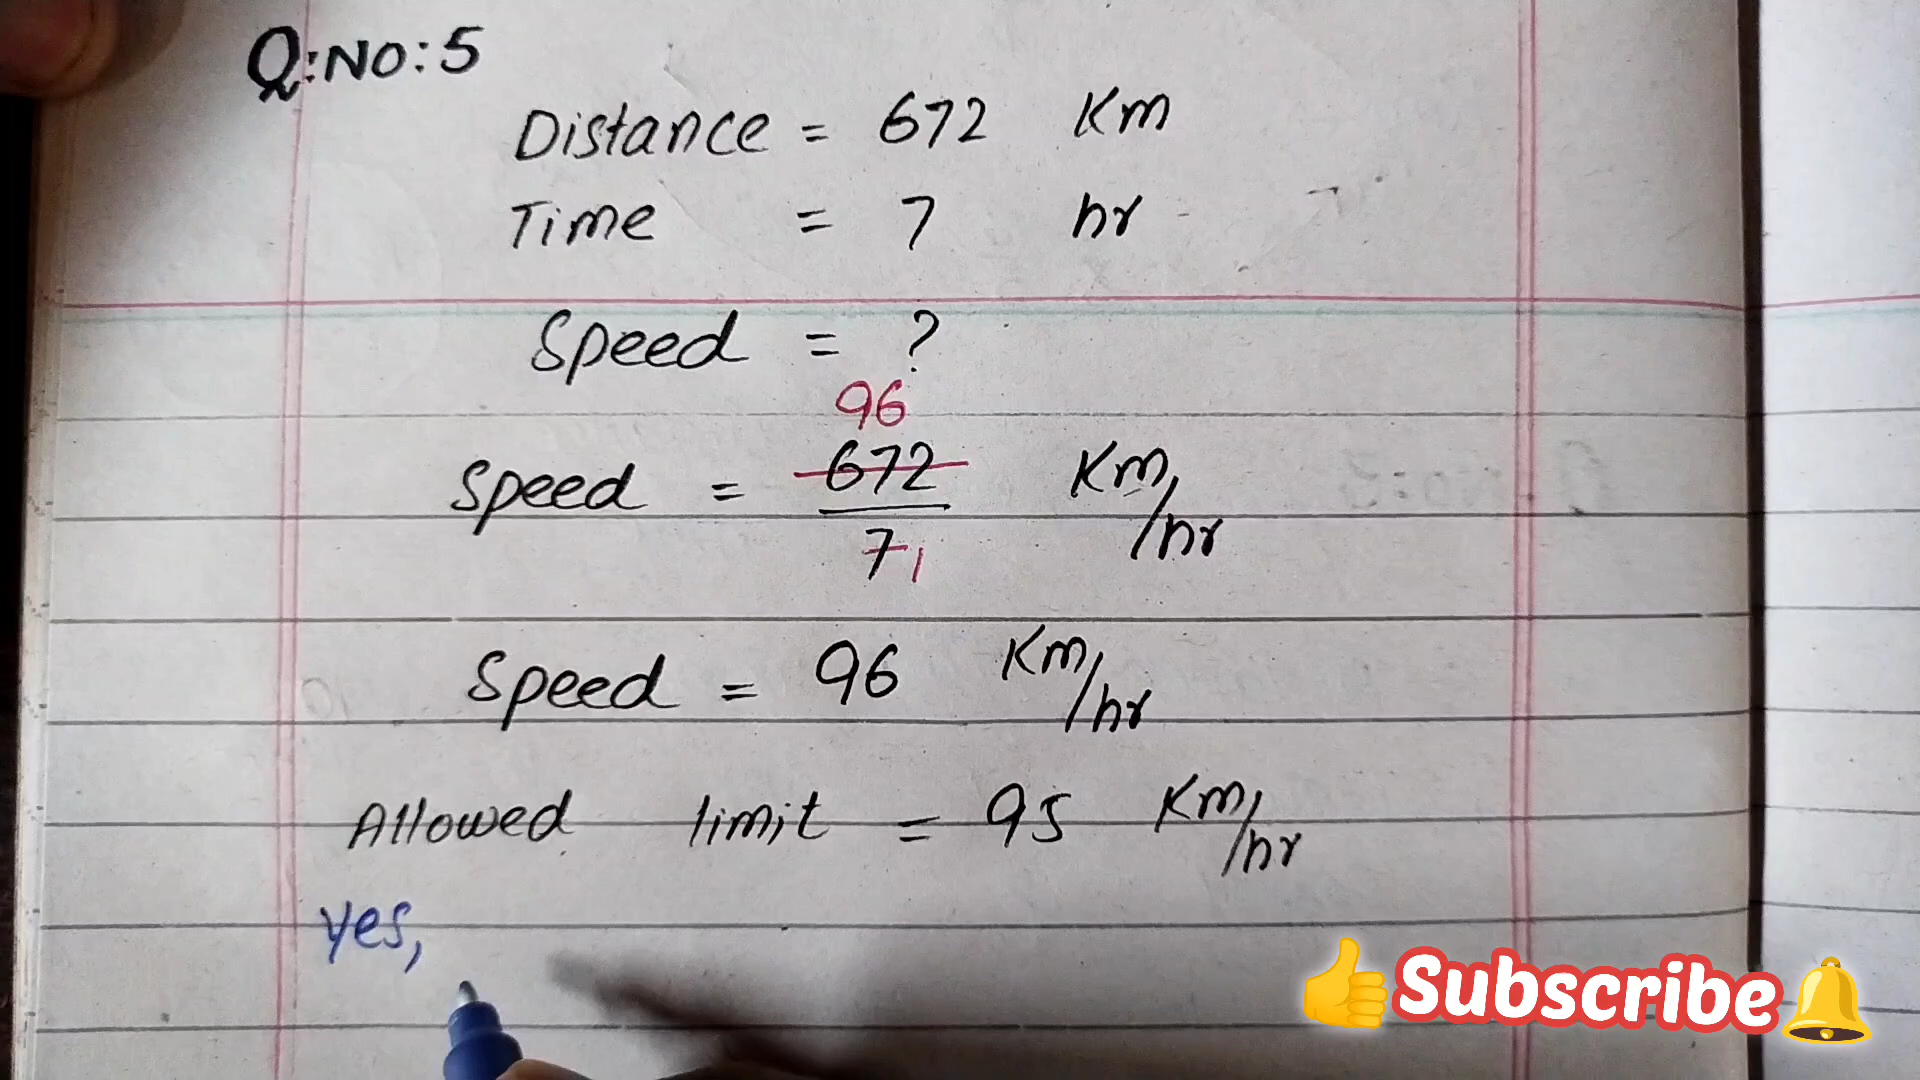 Q:NO:5
Distance = 672 Km
Time = 7 hr
Speed = ?
96
Speed = 672/7 1 Km/hr
Speed = 96 Km/hr
Allowed limit = 95 Km/hr
yes,
Subscribe